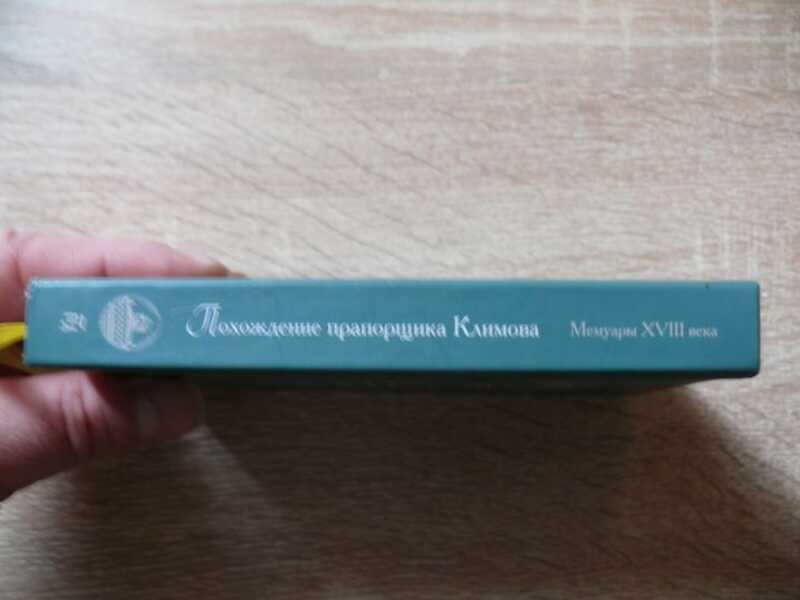 Похождение прапорщика Климова
Мемуары XVIII века